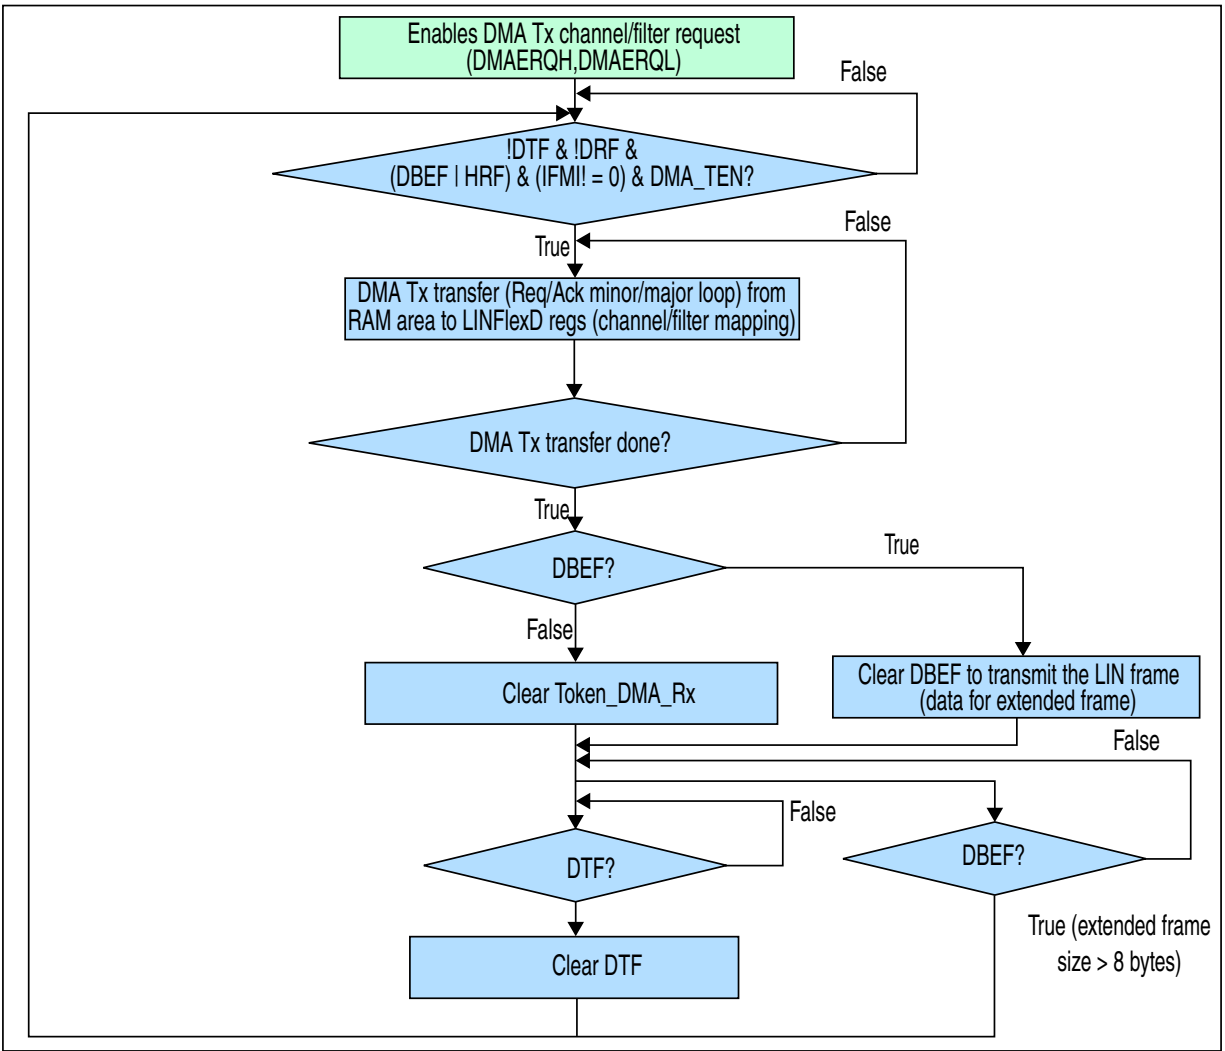 Enables DMA Tx channel/filter request
(DMAERQH,DMAERQL)
False
!DTF & !DRF &
(DBEF | HRF) & (IFMI! = 0) & DMA_TEN?
False
True
DMA Tx transfer (Req/Ack minor/major loop) from
RAM area to LINFlexD regs (channel/filter mapping)
DMA Tx transfer done?
True
True
DBEF?
False
Clear Token_DMA_Rx
Clear DBEF to transmit the LIN frame
(data for extended frame)
False
False
DTF?
DBEF?
True (extended frame
size > 8 bytes)
Clear DTF